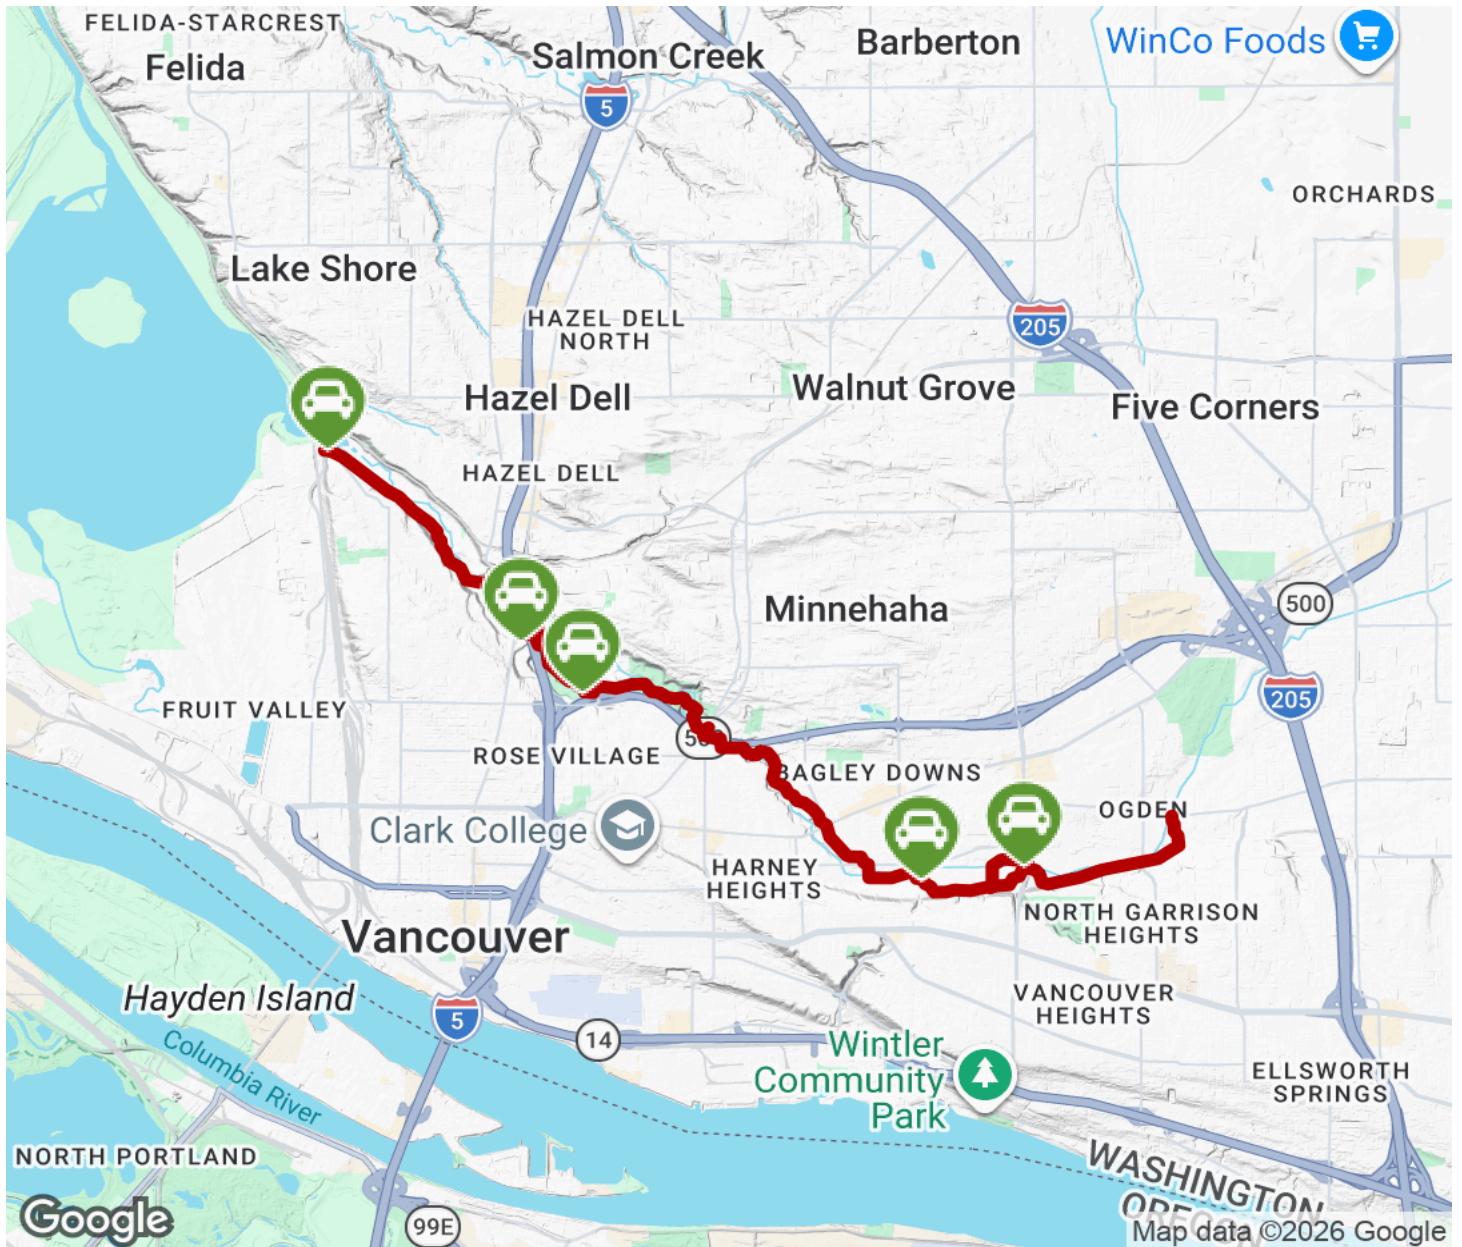 FELIDA-STARCREST
Felida
Salmon Creek
Barberton
WinCo Foods
5
ORCHARDS
Lake Shore
HAZEL DELL
NORTH
205
Hazel Dell
Walnut Grove
Five Corners
HAZEL DELL
Minnehaha
500
205
FRUIT VALLEY
ROSE VILLAGE
BAGLEY DOWNS
OGDEN
Clark College
HARNEY
HEIGHTS
NORTH GARRISON
HEIGHTS
Vancouver
Hayden Island
5
14
VANCOUVER
HEIGHTS
Columbia River
Wintler
Community
Park
ELLSWORTH
SPRINGS
NORTH PORTLAND
WASHINGTON
OREGON
Google
99E
Map data ©2026 Google